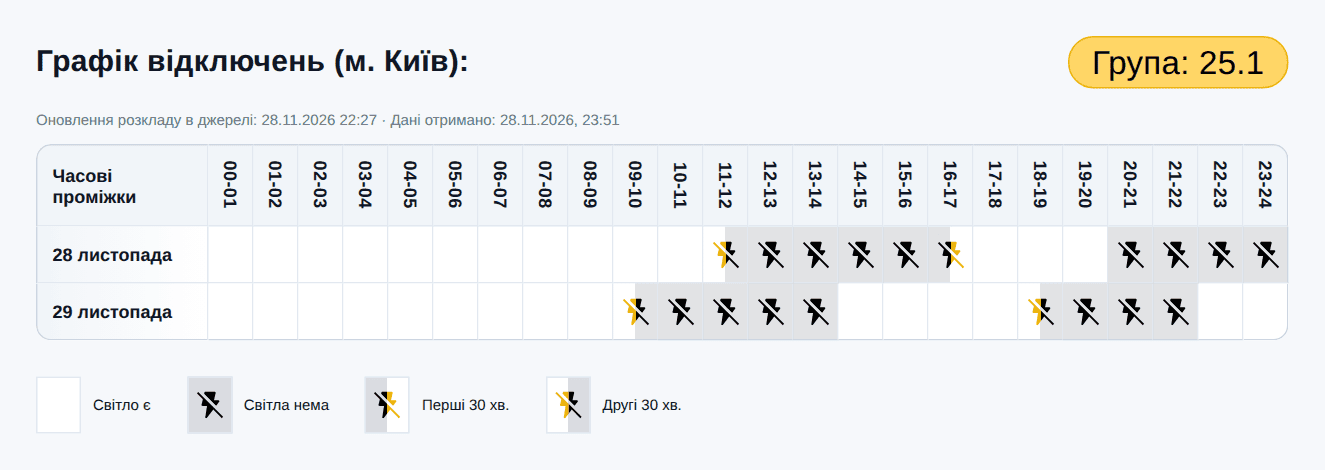 Графік відключень (м. Київ):
Група: 25.1
Оновлення розкладу в джерелі: 28.11.2026 22:27 · Дані отримано: 28.11.2026, 23:51
Часові
проміжки
00-01
01-02
02-03
03-04
04-05
05-06
06-07
07-08
08-09
09-10
10-11
11-12
12-13
13-14
14-15
15-16
16-17
17-18
18-19
19-20
20-21
21-22
22-23
23-24
28 листопада
29 листопада
Світло є
Світла нема
Перші 30 хв.
Другі 30 хв.